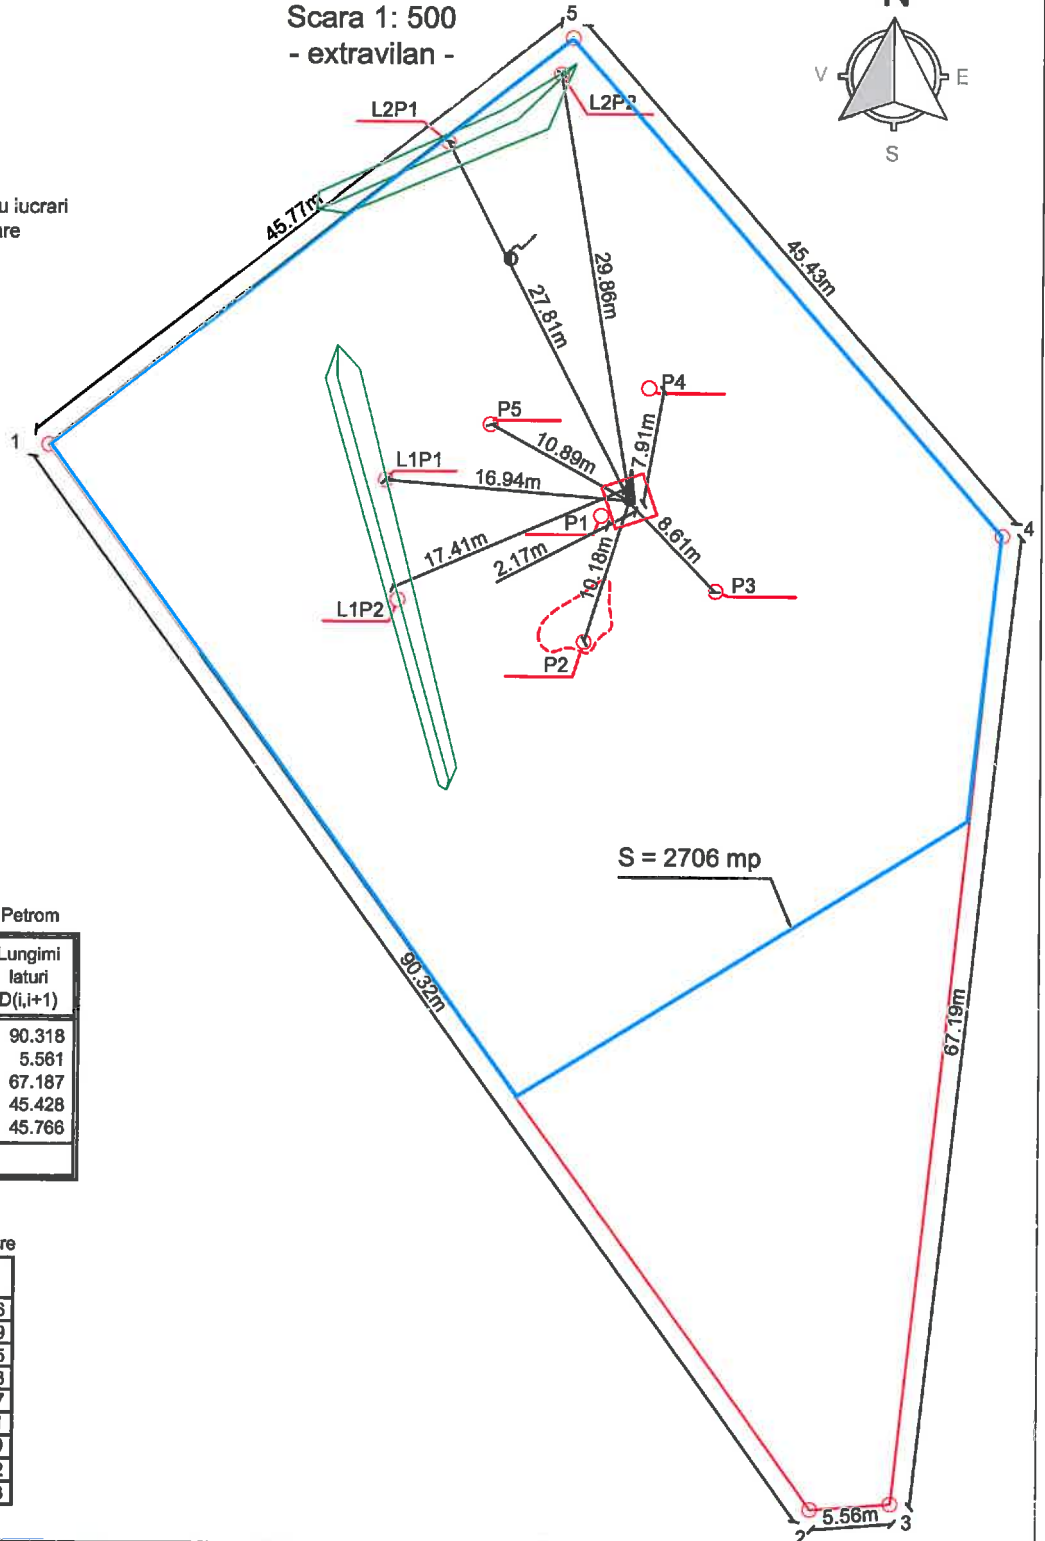 Scara 1: 500
- extravilan -
5
N
V
E
S
L2P1
L2P2
lucrari
45.77m
45.43m
29.86m
27.81m
P4
P5
7.91m
10.89m
1
L1P1
16.94m
P1
4
17.41m
2.17m
10.18m
8.61m
P3
L1P2
P2
S = 2706 mp
Petrom
Lungimi
laturi
D(i,i+1)
90.318
5.561
67.187
45.428
45.766
90.32m
67.19m
re
2
5.56m
3